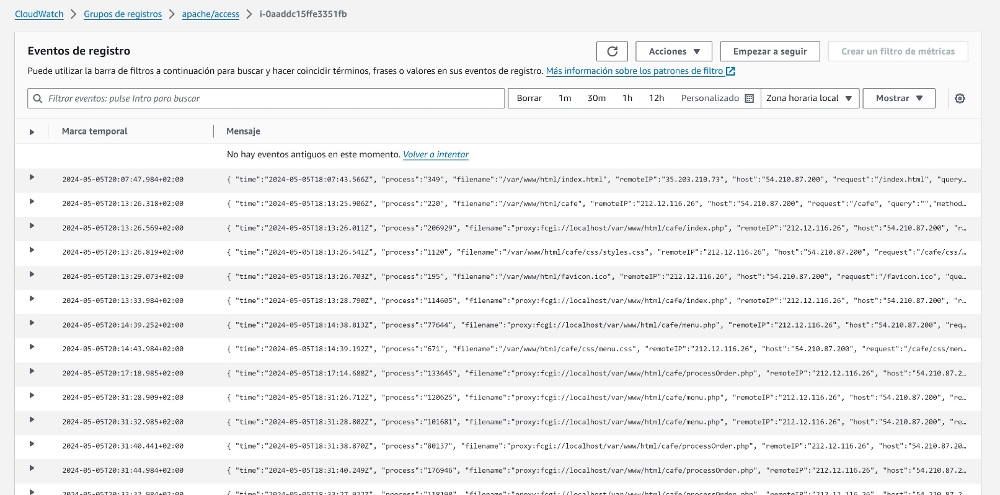 CloudWatch > Grupos de registros > apache/access > i-0aaddc15ffe3351fb
Eventos de registro
Acciones ▼ Empezar a seguir Crear un filtro de métricas
Puede utilizar la barra de filtros a continuación para buscar y hacer coincidir términos, frases o valores en sus eventos de registro. Más información sobre los patrones de filtro
Filtrar eventos: pulse Intro para buscar Borrar 1m 30m 1h 12h Personalizado Zona horaria local ▼ Mostrar ▼
Marca temporal Mensaje
No hay eventos antiguos en este momento. Volver a intentar
2024-05-05T20:07:47.984+02:00 { "time":"2024-05-05T18:07:43.566Z", "process":"349", "filename":"/var/www/html/index.html", "remoteIP":"35.203.210.73", "host":"54.210.87.200", "request":"/index.html", "query…
2024-05-05T20:13:26.318+02:00 { "time":"2024-05-05T18:13:25.906Z", "process":"220", "filename":"/var/www/html/cafe", "remoteIP":"212.12.116.26", "host":"54.210.87.200", "request":"/cafe", "query":"","method…
2024-05-05T20:13:26.569+02:00 { "time":"2024-05-05T18:13:26.011Z", "process":"206929", "filename":"proxy:fcgi://localhost/var/www/html/cafe/index.php", "remoteIP":"212.12.116.26", "host":"54.210.87.200", "r…
2024-05-05T20:13:26.819+02:00 { "time":"2024-05-05T18:13:26.541Z", "process":"1120", "filename":"/var/www/html/cafe/css/styles.css", "remoteIP":"212.12.116.26", "host":"54.210.87.200", "request":"/cafe/css/…
2024-05-05T20:13:29.073+02:00 { "time":"2024-05-05T18:13:26.703Z", "process":"195", "filename":"/var/www/html/favicon.ico", "remoteIP":"212.12.116.26", "host":"54.210.87.200", "request":"/favicon.ico", "que…
2024-05-05T20:13:33.984+02:00 { "time":"2024-05-05T18:13:28.790Z", "process":"114605", "filename":"proxy:fcgi://localhost/var/www/html/cafe/index.php", "remoteIP":"212.12.116.26", "host":"54.210.87.200", "r…
2024-05-05T20:14:39.252+02:00 { "time":"2024-05-05T18:14:38.813Z", "process":"77644", "filename":"proxy:fcgi://localhost/var/www/html/cafe/menu.php", "remoteIP":"212.12.116.26", "host":"54.210.87.200", "req…
2024-05-05T20:14:43.984+02:00 { "time":"2024-05-05T18:14:39.192Z", "process":"671", "filename":"/var/www/html/cafe/css/menu.css", "remoteIP":"212.12.116.26", "host":"54.210.87.200", "request":"/cafe/css/men…
2024-05-05T20:17:18.985+02:00 { "time":"2024-05-05T18:17:14.688Z", "process":"133645", "filename":"proxy:fcgi://localhost/var/www/html/cafe/processOrder.php", "remoteIP":"212.12.116.26", "host":"54.210.87.2…
2024-05-05T20:31:28.909+02:00 { "time":"2024-05-05T18:31:26.712Z", "process":"120625", "filename":"proxy:fcgi://localhost/var/www/html/cafe/menu.php", "remoteIP":"212.12.116.26", "host":"54.210.87.200", "re…
2024-05-05T20:31:32.985+02:00 { "time":"2024-05-05T18:31:28.802Z", "process":"101681", "filename":"proxy:fcgi://localhost/var/www/html/cafe/menu.php", "remoteIP":"212.12.116.26", "host":"54.210.87.200", "re…
2024-05-05T20:31:40.441+02:00 { "time":"2024-05-05T18:31:38.870Z", "process":"80137", "filename":"proxy:fcgi://localhost/var/www/html/cafe/processOrder.php", "remoteIP":"212.12.116.26", "host":"54.210.87.20…
2024-05-05T20:31:44.984+02:00 { "time":"2024-05-05T18:31:40.249Z", "process":"176946", "filename":"proxy:fcgi://localhost/var/www/html/cafe/processOrder.php", "remoteIP":"212.12.116.26", "host":"54.210.87.2…
2024-05-05T20:33:32.984+02:00 { "time":"2024-05-05T18:33:27.922Z", "process":"118198", "filename":"proxy:fcgi://localhost/var/www/html/cafe/processOrder.php", "remoteIP":"212.12.116.26", "host":"54.210.87.2…